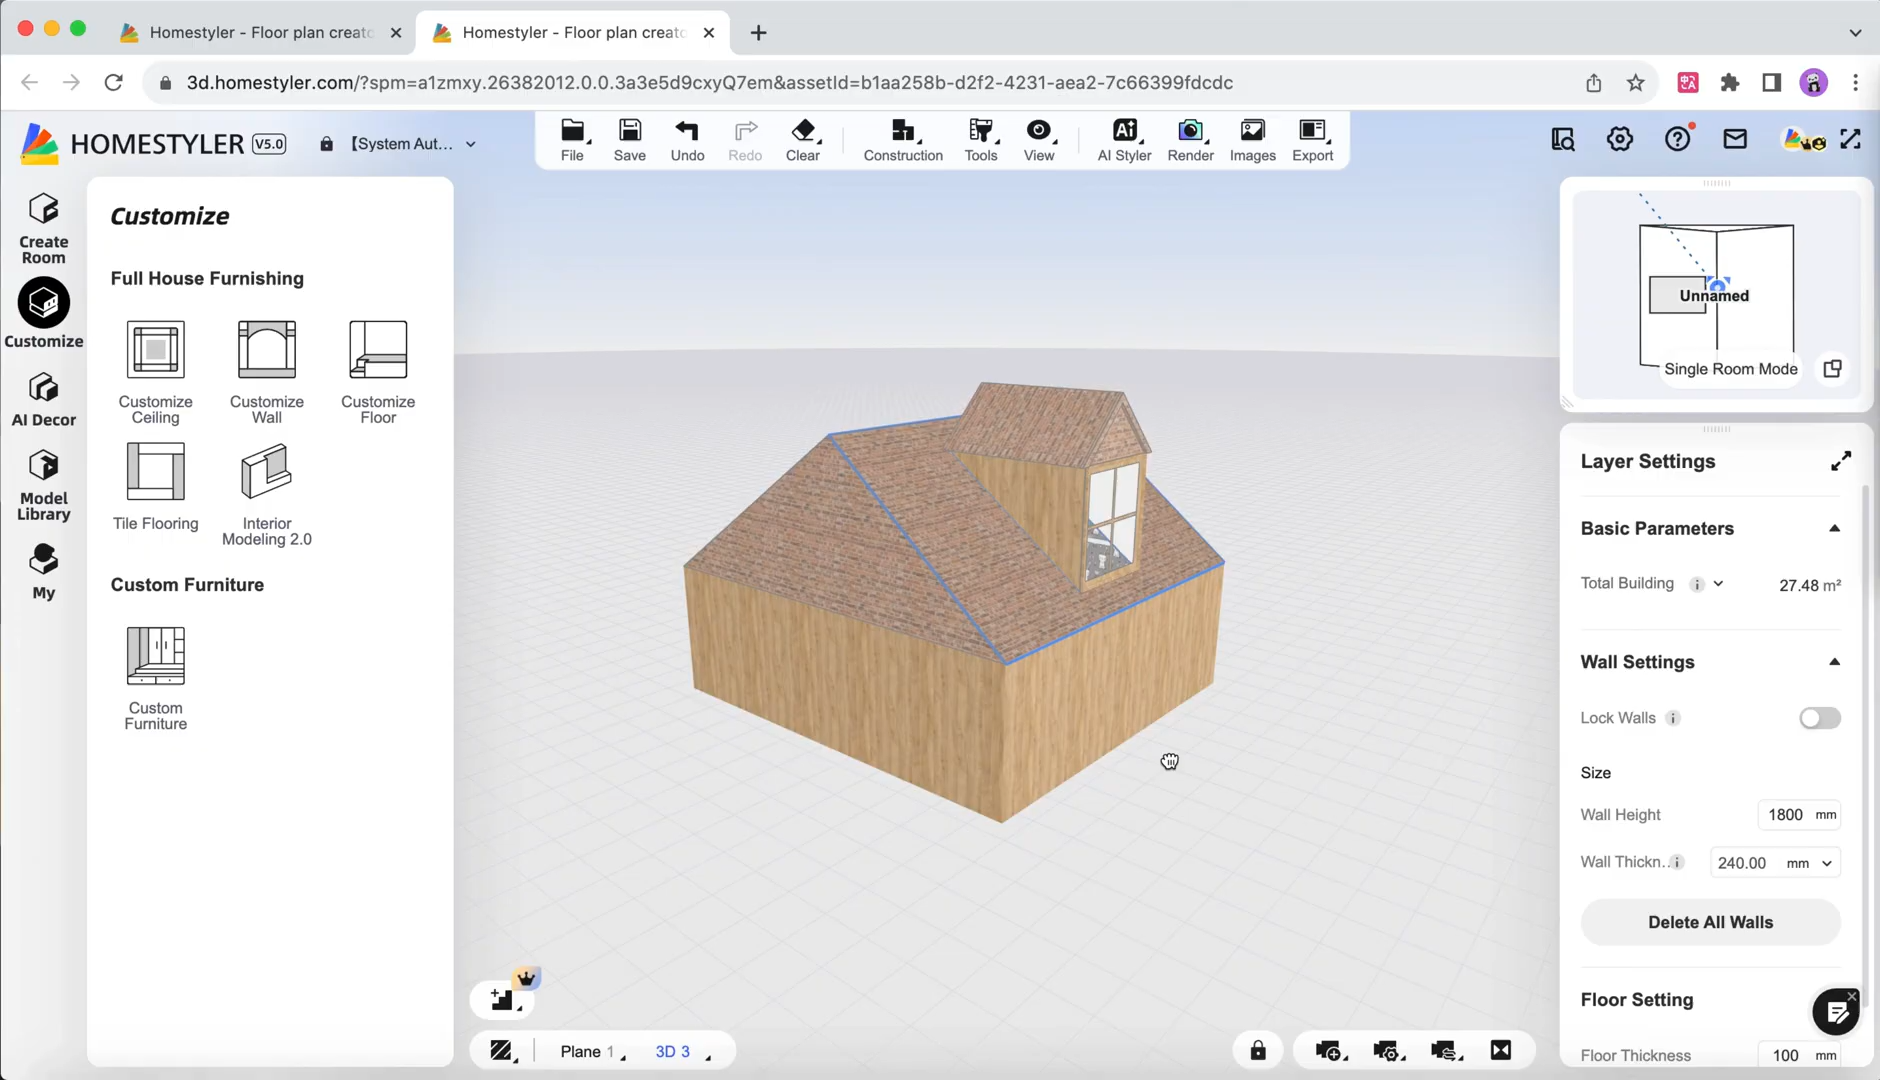 Homestyler - Floor plan creato
Homestyler - Floor plan creato
3d.homestyler.com/?spm=a1zmxy.26382012.0.0.3a3e5d9cxyQ7em&assetId=b1aa258b-d2f2-4231-aea2-7c66399fdcdc
HOMESTYLER V5.0
【System Aut...
File
Save
Undo
Redo
Clear
Construction
Tools
View
AI Styler
Render
Images
Export
Create
Room
Customize
AI Decor
Model
Library
My
Customize
Full House Furnishing
Customize
Ceiling
Customize
Wall
Customize
Floor
Tile Flooring
Interior
Modeling 2.0
Custom Furniture
Custom
Furniture
Unnamed
Single Room Mode
Layer Settings
Basic Parameters
Total Building 27.48 m²
Wall Settings
Lock Walls
Size
Wall Height 1800 mm
Wall Thickn... 240.00 mm
Delete All Walls
Floor Setting
Floor Thickness 100 mm
Plane 1
3D 3